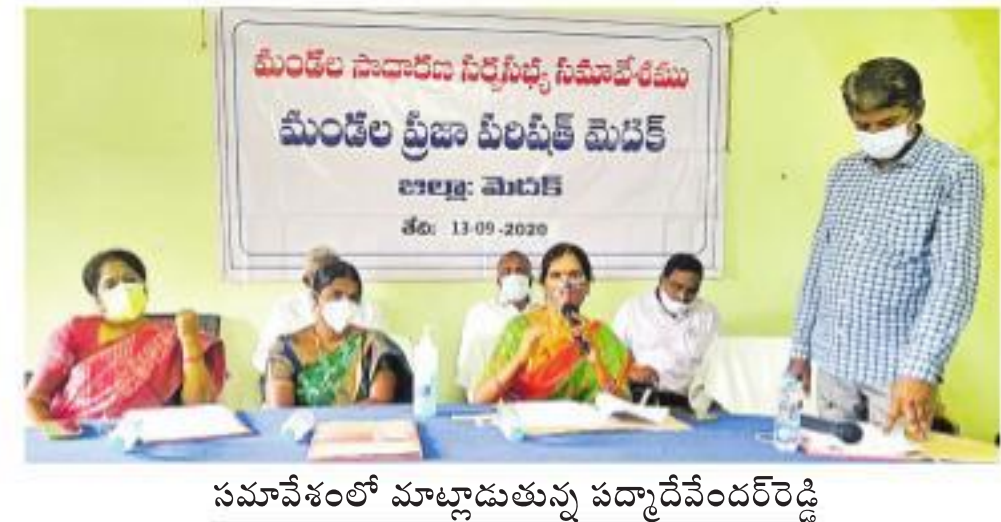 మండల సాధారణ సర్వసభ్య సమావేశము
మండల ప్రజా పరిషత్ మెదక్
జిల్లా: మెదక్
తేది: 13-09-2020
సమావేశంలో మాట్లాడుతున్న పద్మాదేవేందర్‌రెడ్డి